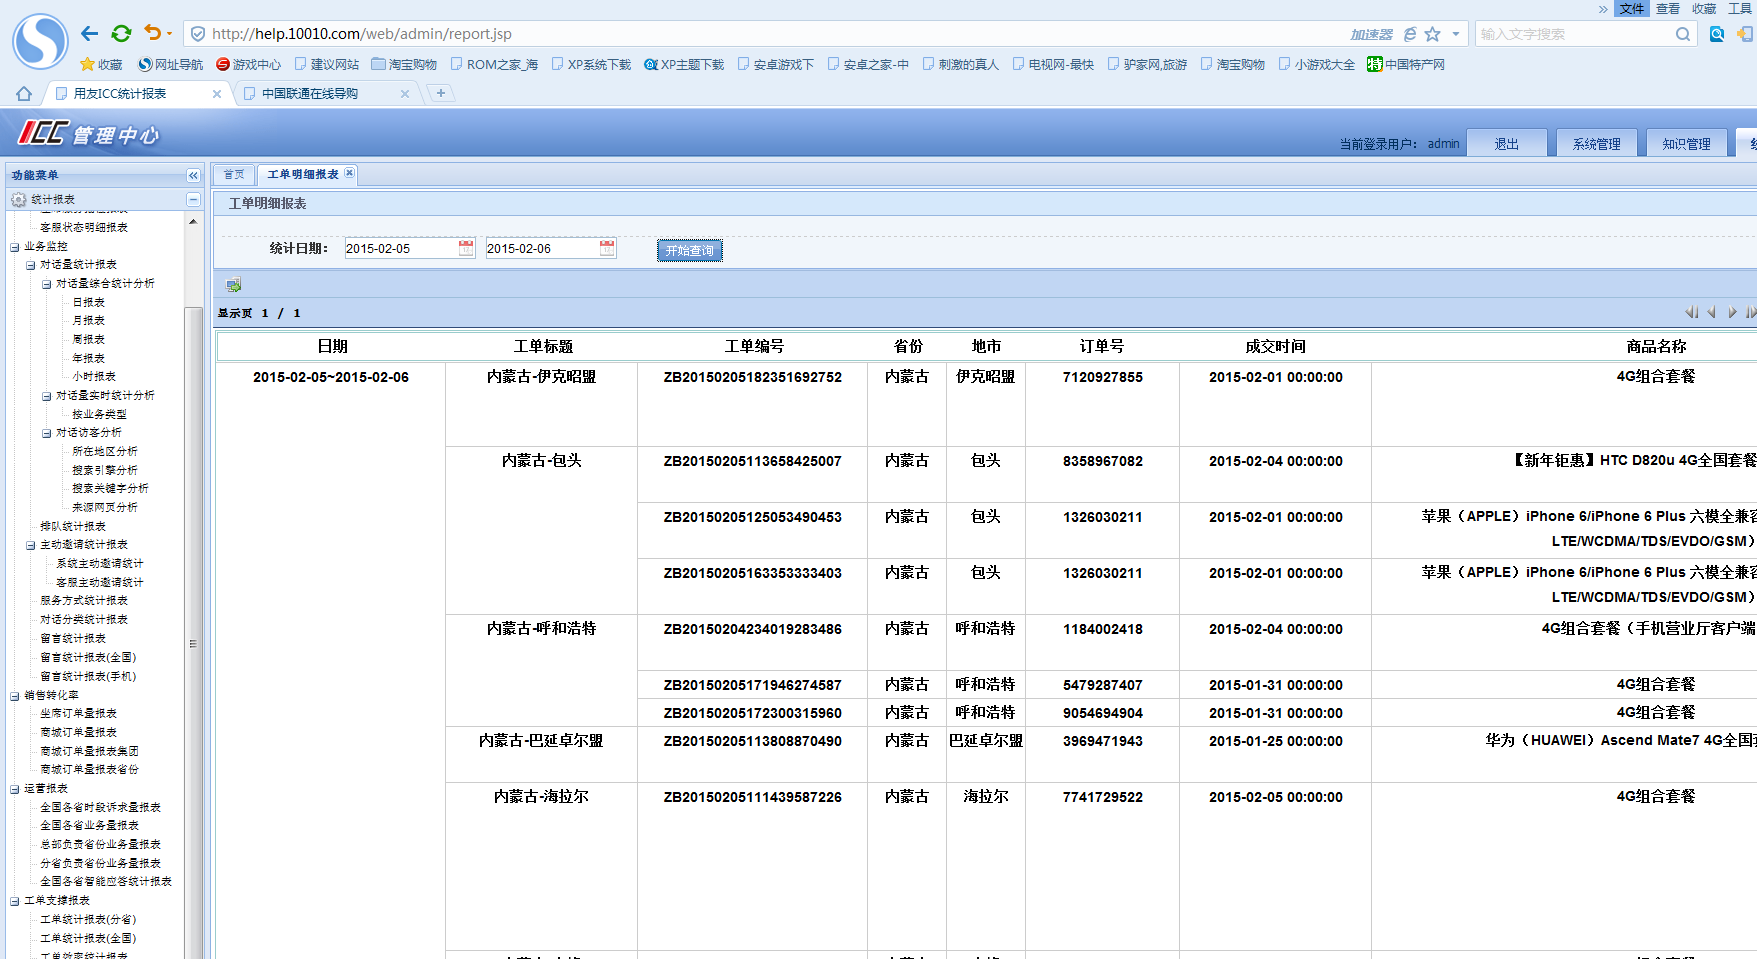 » 文件 查看 收藏 工具
http://help.10010.com/web/admin/report.jsp 加速器 输入文字搜索
收藏 网址导航 游戏中心 建议网站 淘宝购物 ROM之家_海 XP系统下载 XP主题下载 安卓游戏下 安卓之家-中 刺激的真人 电视网-最快 驴家网,旅游 淘宝购物 小游戏大全 特 中国特产网
用友ICC统计报表 × 中国联通在线导购 × +
ICC 管理中心
当前登录用户： admin 退出 系统管理 知识管理
功能菜单 «
首页 工单明细报表
统计报表
工单明细报表
客服状态明细报表
统计日期： 2015-02-05 2015-02-06 开始查询
业务监控
对话量统计报表
对话量综合统计分析
日报表
月报表
周报表
年报表
小时报表
对话量实时统计分析
按业务类型
对话访客分析
所在地区分析
搜索引擎分析
搜索关键字分析
来源网页分析
排队统计报表
主动邀请统计报表
系统主动邀请统计
客服主动邀请统计
服务方式统计报表
对话分类统计报表
留言统计报表
留言统计报表(全国)
留言统计报表(手机)
销售转化率
坐席订单量报表
商城订单量报表
商城订单量报表集团
商城订单量报表省份
运营报表
全国各省时段诉求量报表
全国各省业务量报表
总部负责省份业务量报表
分省负责省份业务量报表
全国各省智能应答统计报表
工单支撑报表
工单统计报表(分省)
工单统计报表(全国)
工单效率统计报表
显示页 1 / 1
日期 工单标题 工单编号 省份 地市 订单号 成交时间 商品名称
2015-02-05~2015-02-06 内蒙古-伊克昭盟 ZB20150205182351692752 内蒙古 伊克昭盟 7120927855 2015-02-01 00:00:00 4G组合套餐
内蒙古-包头 ZB20150205113658425007 内蒙古 包头 8358967082 2015-02-04 00:00:00 【新年钜惠】HTC D820u 4G全国套餐
ZB20150205125053490453 内蒙古 包头 1326030211 2015-02-01 00:00:00 苹果（APPLE）iPhone 6/iPhone 6 Plus 六模全兼容
LTE/WCDMA/TDS/EVDO/GSM）
ZB20150205163353333403 内蒙古 包头 1326030211 2015-02-01 00:00:00 苹果（APPLE）iPhone 6/iPhone 6 Plus 六模全兼容
LTE/WCDMA/TDS/EVDO/GSM）
内蒙古-呼和浩特 ZB20150204234019283486 内蒙古 呼和浩特 1184002418 2015-02-04 00:00:00 4G组合套餐（手机营业厅客户端
ZB20150205171946274587 内蒙古 呼和浩特 5479287407 2015-01-31 00:00:00 4G组合套餐
ZB20150205172300315960 内蒙古 呼和浩特 9054694904 2015-01-31 00:00:00 4G组合套餐
内蒙古-巴延卓尔盟 ZB20150205113808870490 内蒙古 巴延卓尔盟 3969471943 2015-01-25 00:00:00 华为（HUAWEI）Ascend Mate7 4G全国
内蒙古-海拉尔 ZB20150205111439587226 内蒙古 海拉尔 7741729522 2015-02-05 00:00:00 4G组合套餐